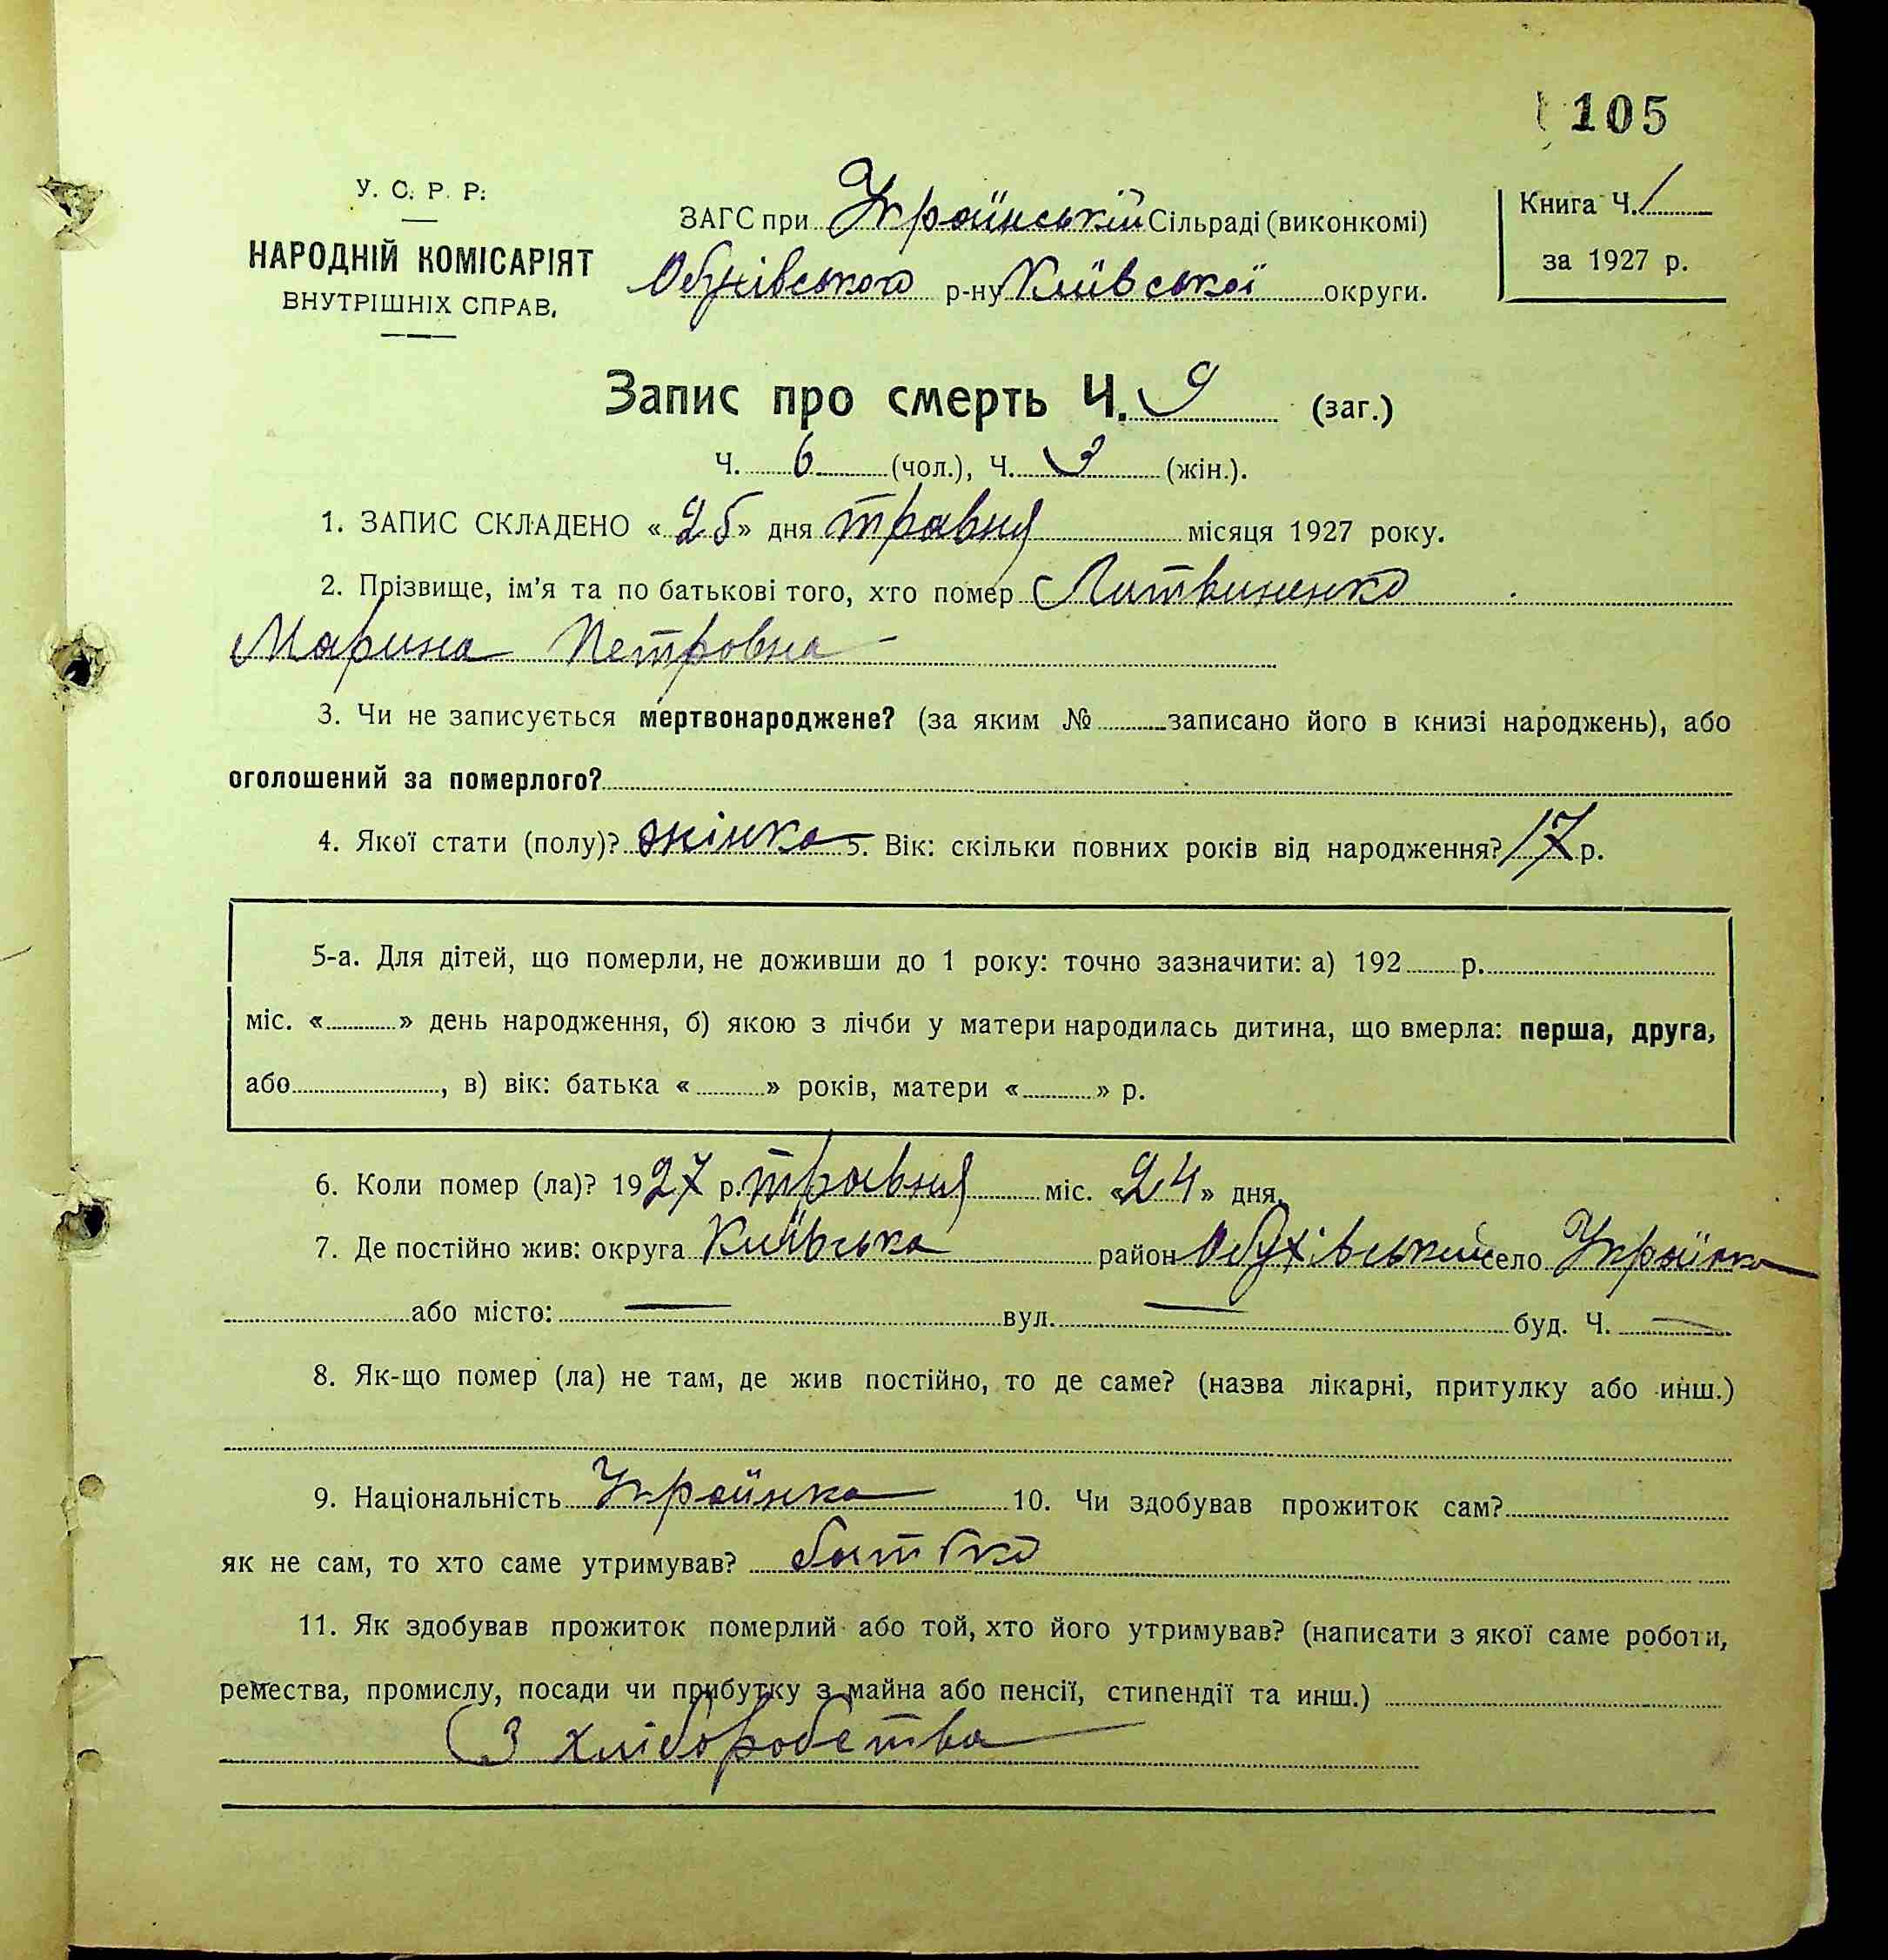 105
У. С. Р. Р.
НАРОДНІЙ КОМІСАРІЯТ
ВНУТРІШНІХ СПРАВ.
ЗАГС при Українській Сільраді (виконкомі)
Обухівського р-ну Київської округи.
Книга Ч. 1
за 1927 р.
Запис про смерть Ч. 9 (заг.)
Ч. 6 (чол.), Ч. 3 (жін.).
1. ЗАПИС СКЛАДЕНО «25» дня травня місяця 1927 року.
2. Прізвище, ім'я та по батькові того, хто помер Литвиненко
Марина Петровна
3. Чи не записується мертвонароджене? (за яким № записано його в книзі народжень), або
оголошений за померлого?
4. Якої стати (полу)? жінка 5. Вік: скільки повних років від народження? 17 р.
5-а. Для дітей, що померли, не доживши до 1 року: точно зазначити: а) 192 р.
міс. « » день народження, б) якою з лічби у матери народилась дитина, що вмерла: перша, друга,
або , в) вік: батька « » років, матери « » р.
6. Коли помер (ла)? 1927 р. травня міс. «24» дня.
7. Де постійно жив: округа Київська район Обухівський село Українка
або місто: — вул. — буд. Ч. —
8. Як-що помер (ла) не там, де жив постійно, то де саме? (назва лікарні, притулку або инш.)
9. Національність Українка 10. Чи здобував прожиток сам?
як не сам, то хто саме утримував? батько
11. Як здобував прожиток померлий або той, хто його утримував? (написати з якої саме роботи,
ремества, промислу, посади чи прибутку з майна або пенсії, стипендії та инш.)
З хліборобства